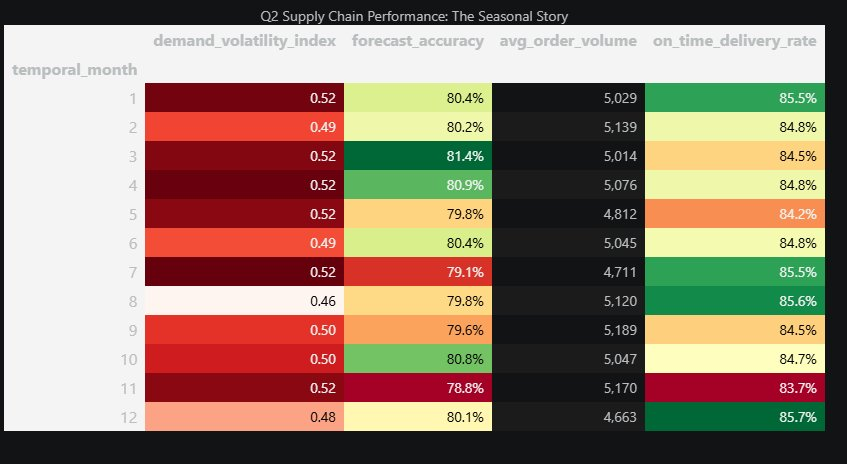 Q2 Supply Chain Performance: The Seasonal Story
demand_volatility_index forecast_accuracy avg_order_volume on_time_delivery_rate
temporal_month
1 0.52 80.4% 5,029 85.5%
2 0.49 80.2% 5,139 84.8%
3 0.52 81.4% 5,014 84.5%
4 0.52 80.9% 5,076 84.8%
5 0.52 79.8% 4,812 84.2%
6 0.49 80.4% 5,045 84.8%
7 0.52 79.1% 4,711 85.5%
8 0.46 79.8% 5,120 85.6%
9 0.50 79.6% 5,189 84.5%
10 0.50 80.8% 5,047 84.7%
11 0.52 78.8% 5,170 83.7%
12 0.48 80.1% 4,663 85.7%